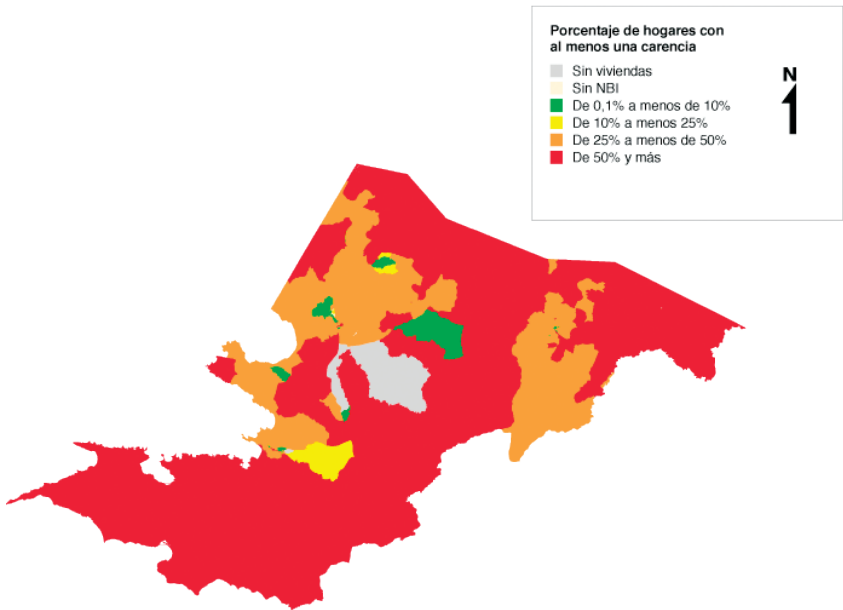 Porcentaje de hogares con
al menos una carencia
Sin viviendas
Sin NBI
De 0,1% a menos de 10%
De 10% a menos 25%
De 25% a menos de 50%
De 50% y más
N